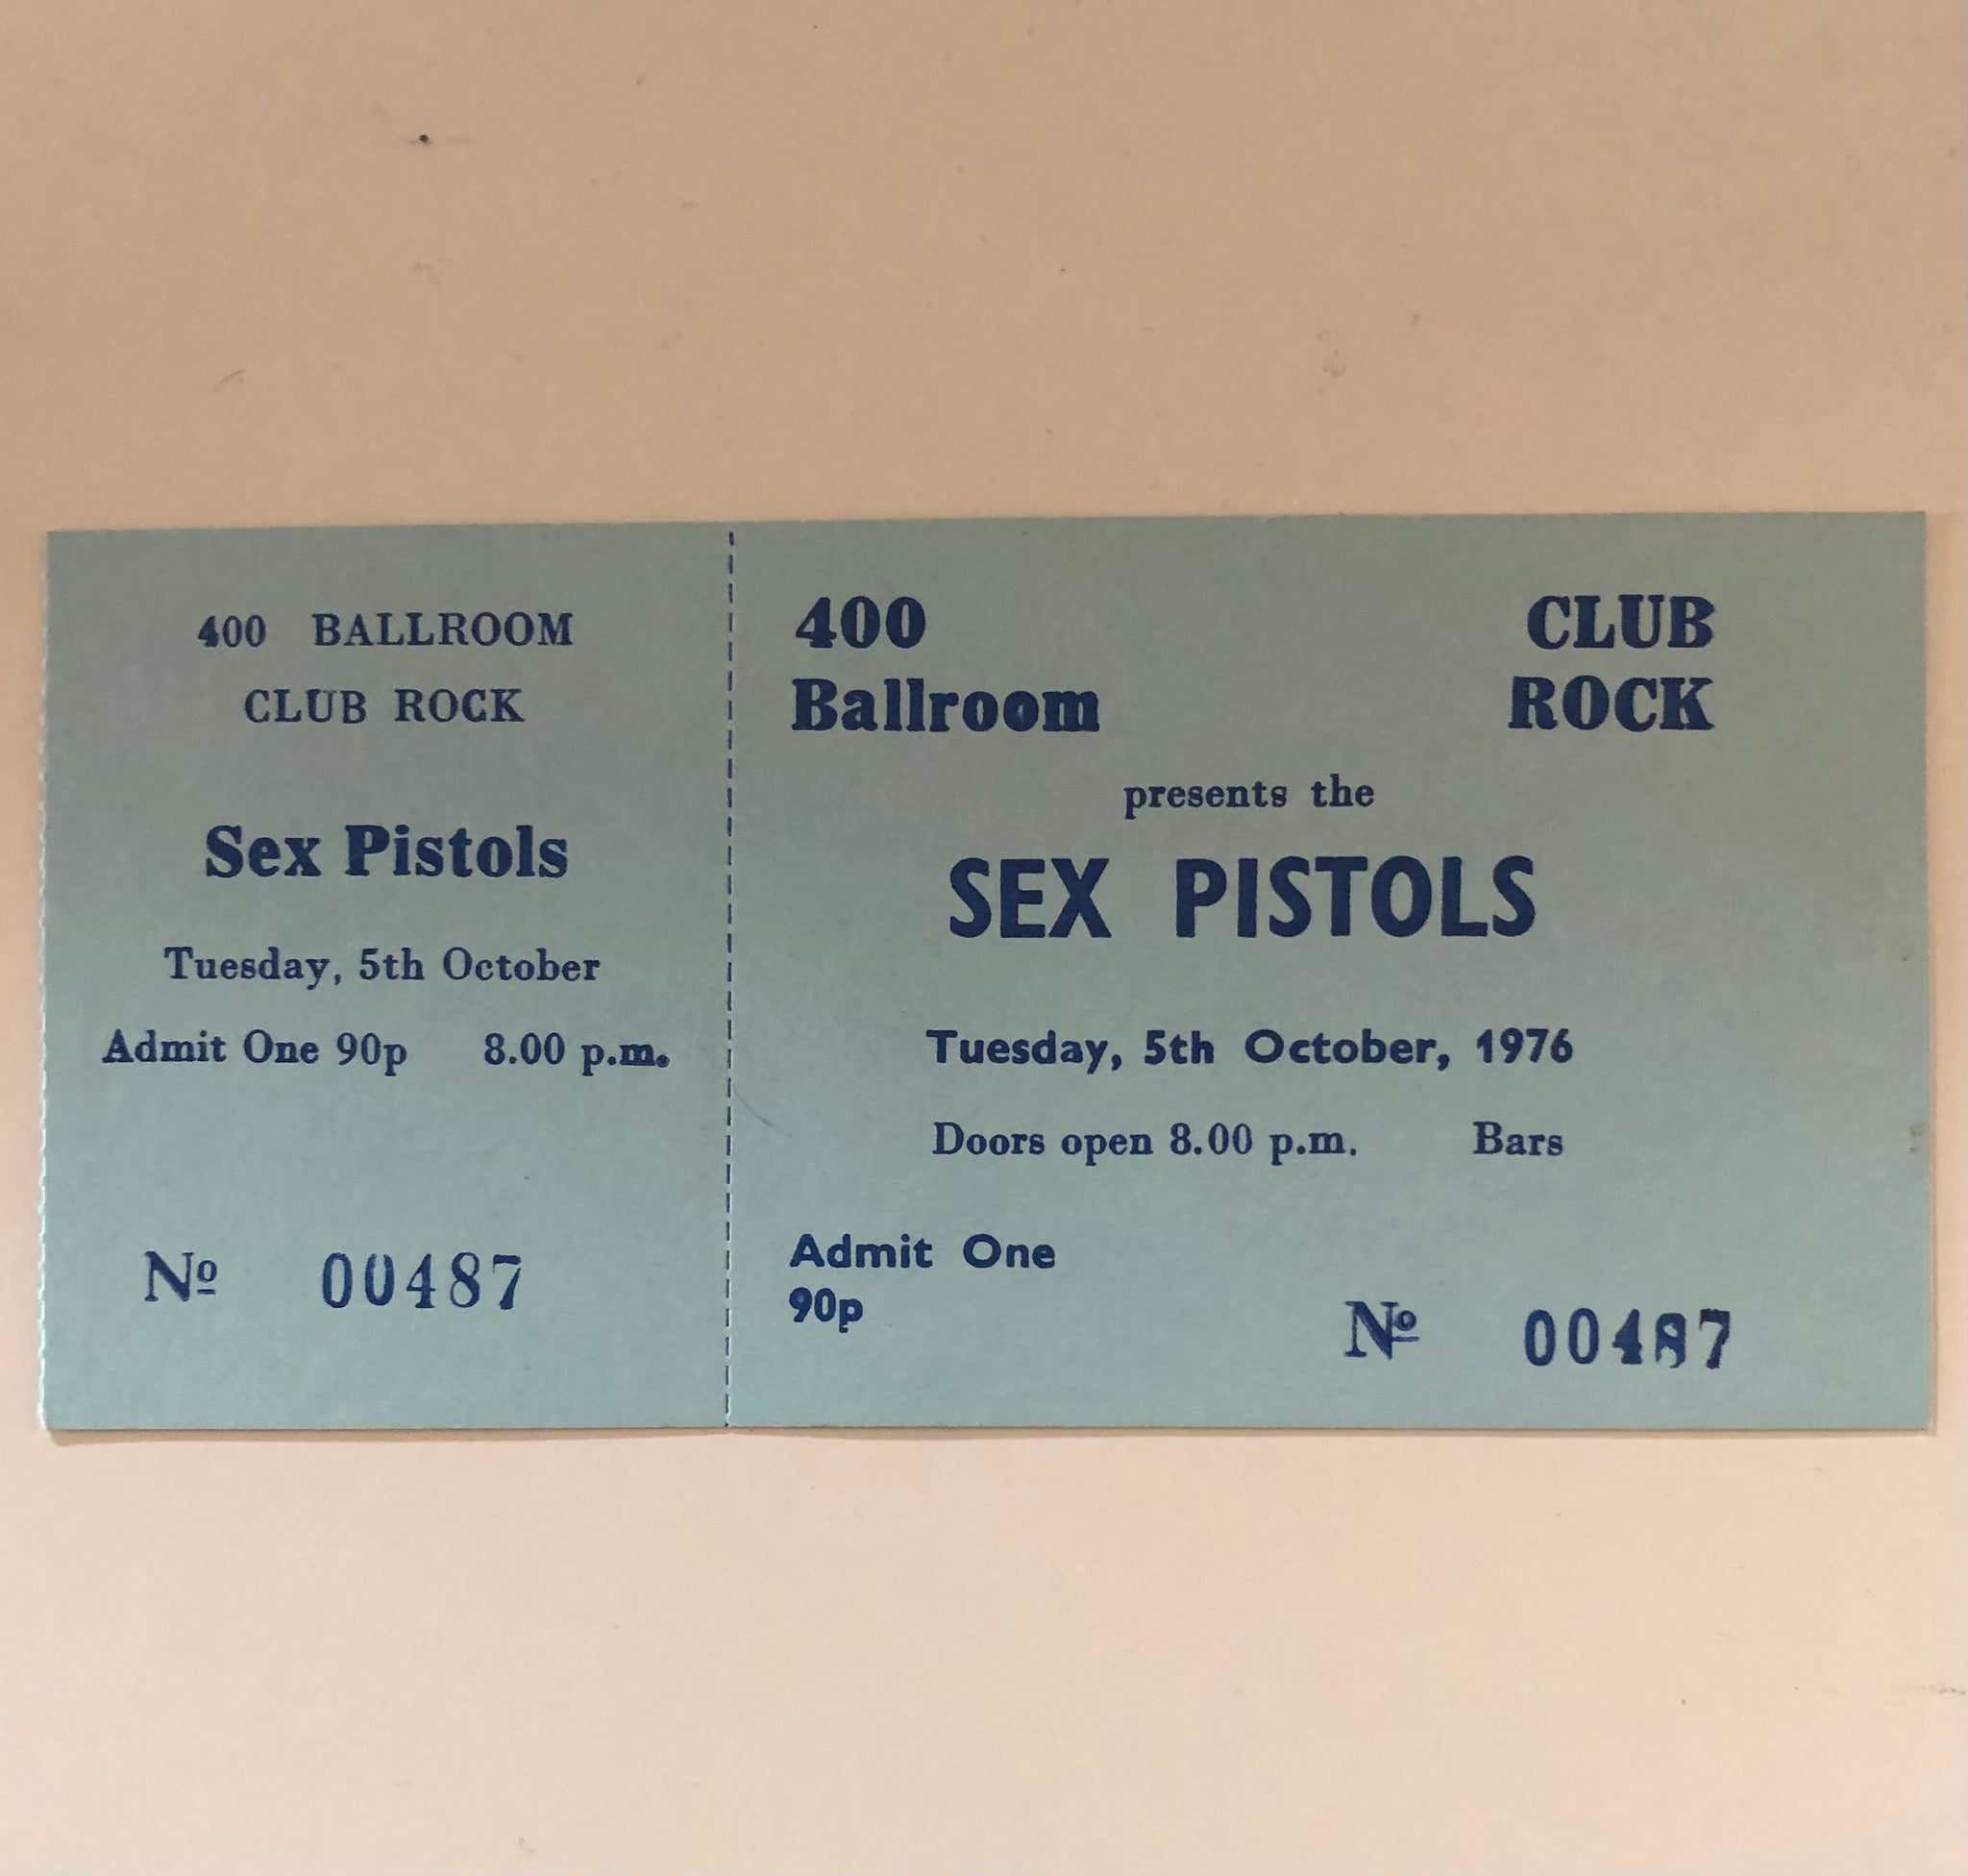 400 BALLROOM
CLUB ROCK
Sex Pistols
Tuesday, 5th October
Admit One 90p 8.00 p.m.
Nº 00487
400 CLUB
Ballroom ROCK
presents the
SEX PISTOLS
Tuesday, 5th October, 1976
Doors open 8.00 p.m. Bars
Admit One
90p
Nº 00487